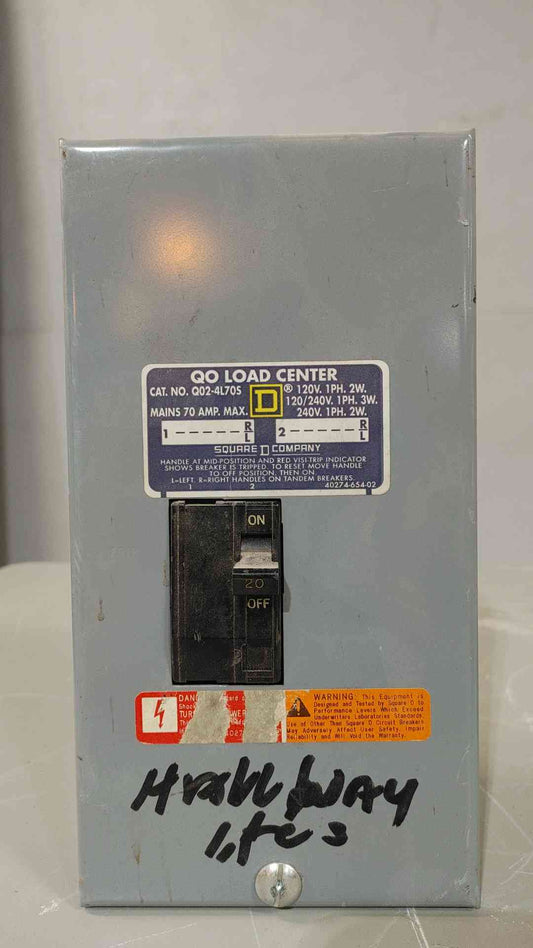 QO LOAD CENTER
CAT. NO. QO2-4L70S D ® 120V. 1PH. 2W.
120/240V. 1PH. 3W.
MAINS 70 AMP. MAX. 240V. 1PH. 2W.
1 ----- R L 2 ----- R L
SQUARE D COMPANY
HANDLE AT MID-POSITION AND RED VISI-TRIP INDICATOR
SHOWS BREAKER IS TRIPPED. TO RESET MOVE HANDLE
TO OFF POSITION, THEN ON
L=LEFT. R=RIGHT HANDLES ON TANDEM BREAKERS.
1 2 40274-654-02
ON
20
OFF
WARNING: This Equipment is
Designed and Tested by Square D to
Performance Levels Which Exceed
Underwriters Laboratories Standards.
Use of Other Than Square D Circuit Breakers
May Adversely Affect User Safety, Impair
Reliability and Will Void the Warranty.
WAY